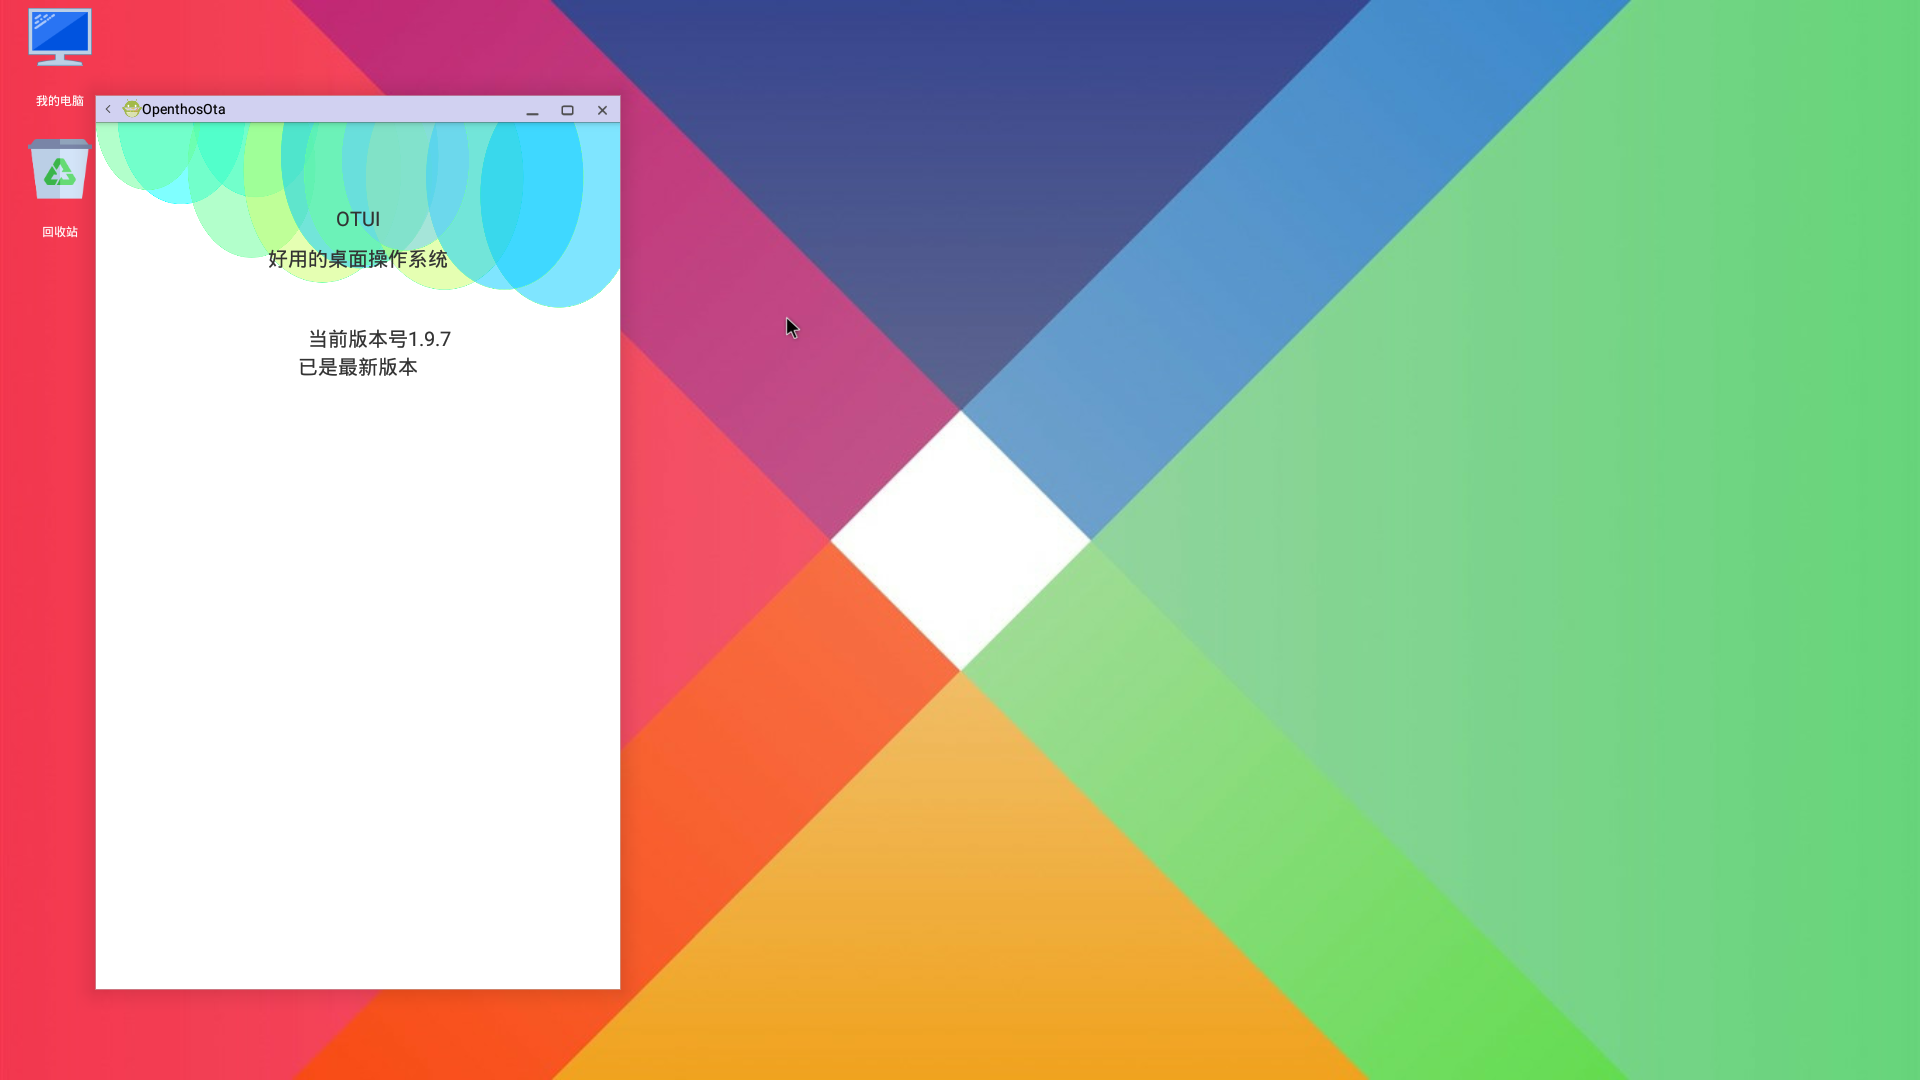 我的电脑
回收站
OpenthosOta
OTUI
好用的桌面操作系统
当前版本号1.9.7
已是最新版本